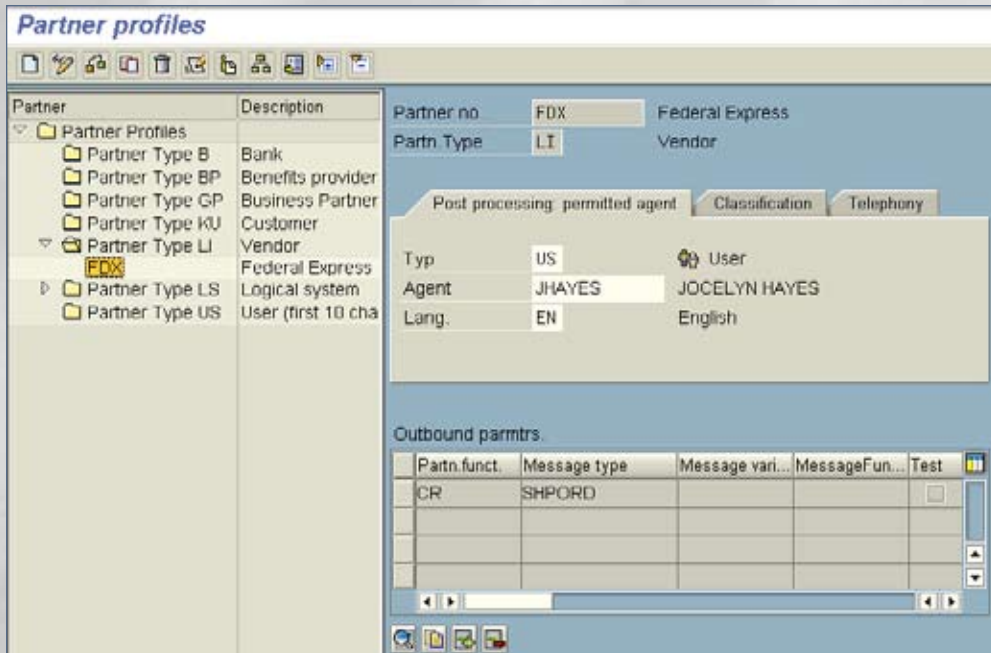 Partner profiles
Partner Description
Partner Profiles
Partner Type B Bank
Partner Type BP Benefits provider
Partner Type GP Business Partner
Partner Type KU Customer
Partner Type LI Vendor
FDX Federal Express
Partner Type LS Logical system
Partner Type US User (first 10 cha
Partner no FDX Federal Express
Partn.Type LI Vendor
Post processing: permitted agent Classification Telephony
Typ US User
Agent JHAYES JOCELYN HAYES
Lang. EN English
Outbound parmtrs.
Partn.funct. Message type Message vari... MessageFun... Test
CR SHPORD